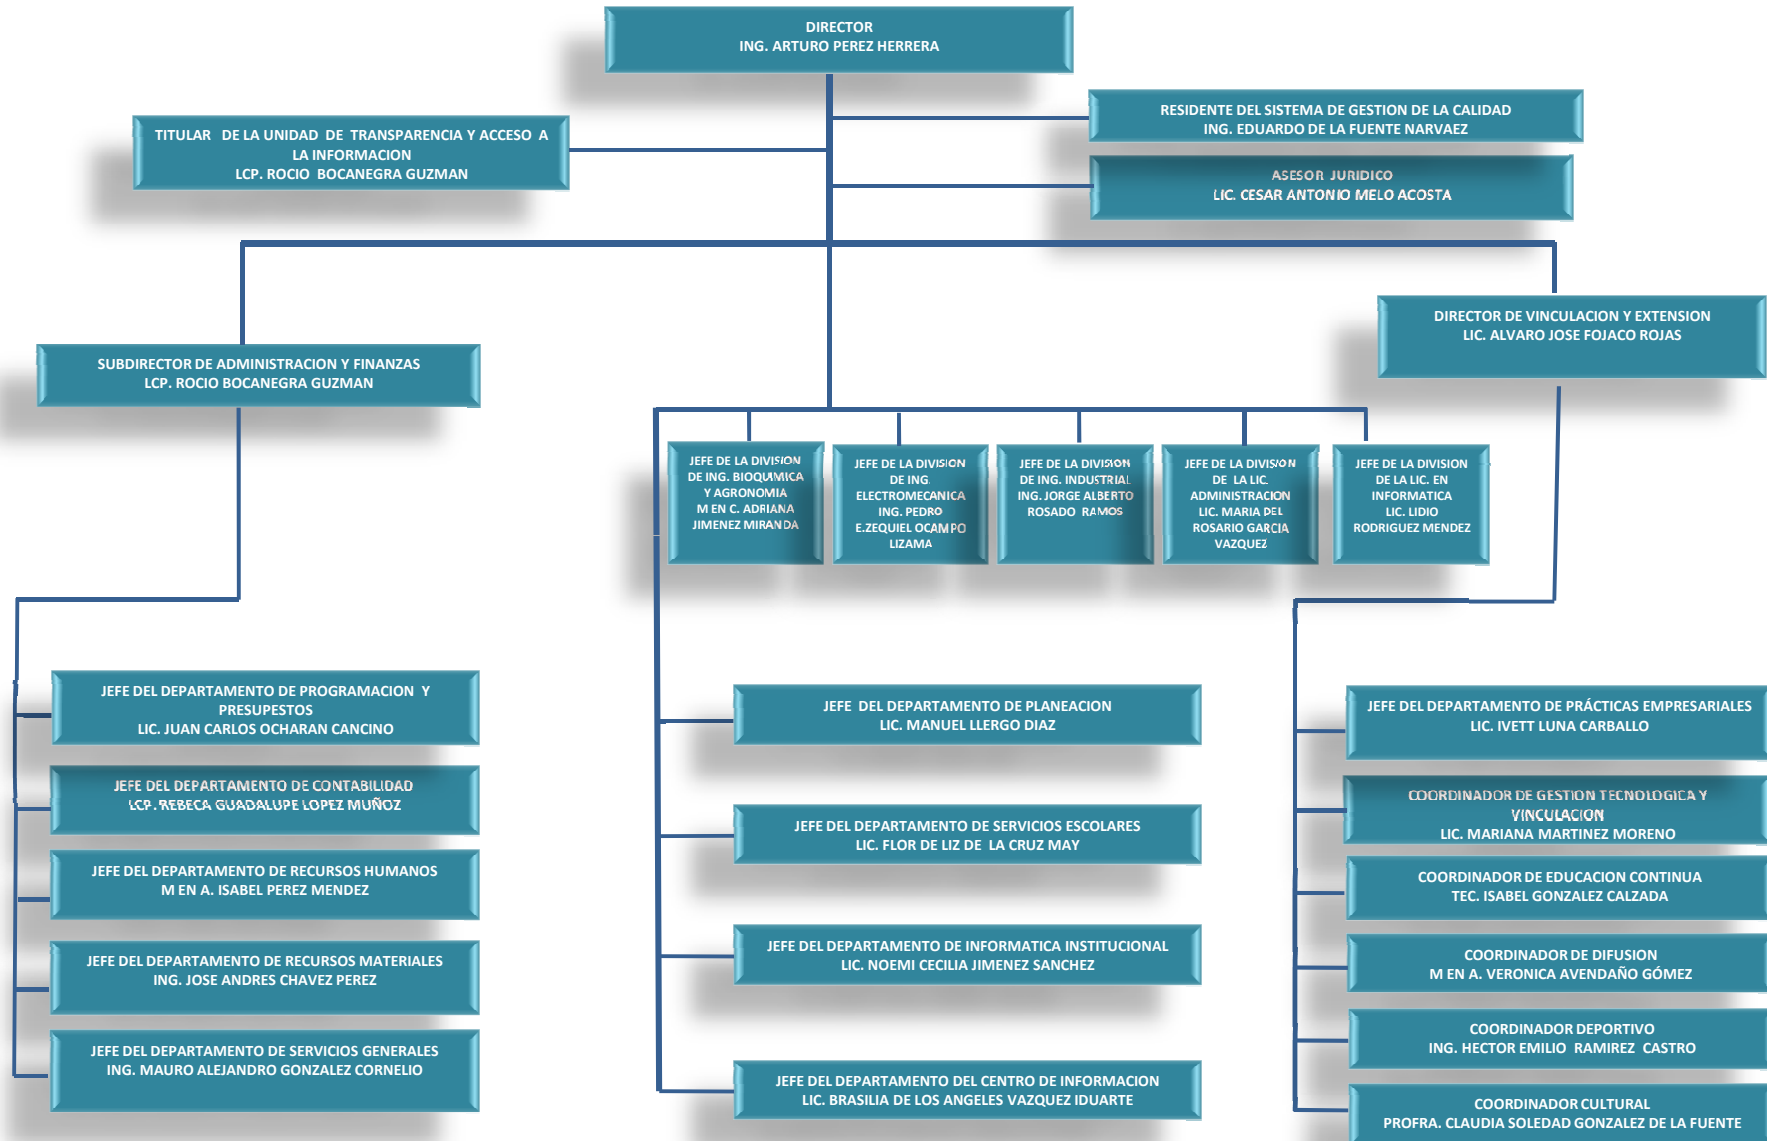 DIRECTOR
ING. ARTURO PEREZ HERRERA
RESIDENTE DEL SISTEMA DE GESTION DE LA CALIDAD
ING. EDUARDO DE LA FUENTE NARVAEZ
TITULAR DE LA UNIDAD DE TRANSPARENCIA Y ACCESO A
LA INFORMACION
LCP. ROCIO BOCANEGRA GUZMAN
ASESOR JURIDICO
LIC. CESAR ANTONIO MELO ACOSTA
DIRECTOR DE VINCULACION Y EXTENSION
LIC. ALVARO JOSE FOJACO ROJAS
SUBDIRECTOR DE ADMINISTRACION Y FINANZAS
LCP. ROCIO BOCANEGRA GUZMAN
JEFE DE LA DIVISION
DE ING. BIOQUIMICA
Y AGRONOMIA
M EN C. ADRIANA
JIMENEZ MIRANDA
JEFE DE LA DIVISION
DE ING.
ELECTROMECANICA
ING. PEDRO
E.ZEQUIEL OCAMPO
LIZAMA
JEFE DE LA DIVISION
DE ING. INDUSTRIAL
ING. JORGE ALBERTO
ROSADO RAMOS
JEFE DE LA DIVISION
DE LA LIC.
ADMINISTRACION
LIC. MARIA DEL
ROSARIO GARCIA
VAZQUEZ
JEFE DE LA DIVISION
DE LA LIC. EN
INFORMATICA
LIC. LIDIO
RODRIGUEZ MENDEZ
JEFE DEL DEPARTAMENTO DE PROGRAMACION Y
PRESUPESTOS
LIC. JUAN CARLOS OCHARAN CANCINO
JEFE DEL DEPARTAMENTO DE CONTABILIDAD
LCP. REBECA GUADALUPE LOPEZ MUÑOZ
JEFE DEL DEPARTAMENTO DE RECURSOS HUMANOS
M EN A. ISABEL PEREZ MENDEZ
JEFE DEL DEPARTAMENTO DE RECURSOS MATERIALES
ING. JOSE ANDRES CHAVEZ PEREZ
JEFE DEL DEPARTAMENTO DE SERVICIOS GENERALES
ING. MAURO ALEJANDRO GONZALEZ CORNELIO
JEFE DEL DEPARTAMENTO DE PLANEACION
LIC. MANUEL LLERGO DIAZ
JEFE DEL DEPARTAMENTO DE SERVICIOS ESCOLARES
LIC. FLOR DE LIZ DE LA CRUZ MAY
JEFE DEL DEPARTAMENTO DE INFORMATICA INSTITUCIONAL
LIC. NOEMI CECILIA JIMENEZ SANCHEZ
JEFE DEL DEPARTAMENTO DEL CENTRO DE INFORMACION
LIC. BRASILIA DE LOS ANGELES VAZQUEZ IDUARTE
JEFE DEL DEPARTAMENTO DE PRÁCTICAS EMPRESARIALES
LIC. IVETT LUNA CARBALLO
COORDINADOR DE GESTION TECNOLOGICA Y
VINCULACION
LIC. MARIANA MARTINEZ MORENO
COORDINADOR DE EDUCACION CONTINUA
TEC. ISABEL GONZALEZ CALZADA
COORDINADOR DE DIFUSION
M EN A. VERONICA AVENDAÑO GÓMEZ
COORDINADOR DEPORTIVO
ING. HECTOR EMILIO RAMIREZ CASTRO
COORDINADOR CULTURAL
PROFRA. CLAUDIA SOLEDAD GONZALEZ DE LA FUENTE